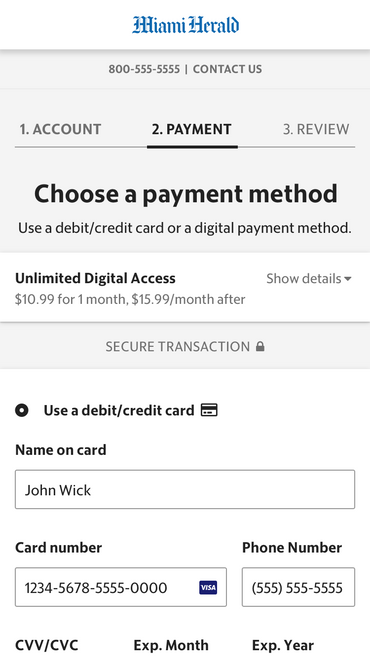 Miami Herald
800-555-5555 | CONTACT US
1. ACCOUNT 2. PAYMENT 3. REVIEW
Choose a payment method
Use a debit/credit card or a digital payment method.
Unlimited Digital Access Show details
$10.99 for 1 month, $15.99/month after
SECURE TRANSACTION
Use a debit/credit card
Name on card
John Wick
Card number Phone Number
1234-5678-5555-0000 VISA (555) 555-5555
CVV/CVC Exp. Month Exp. Year